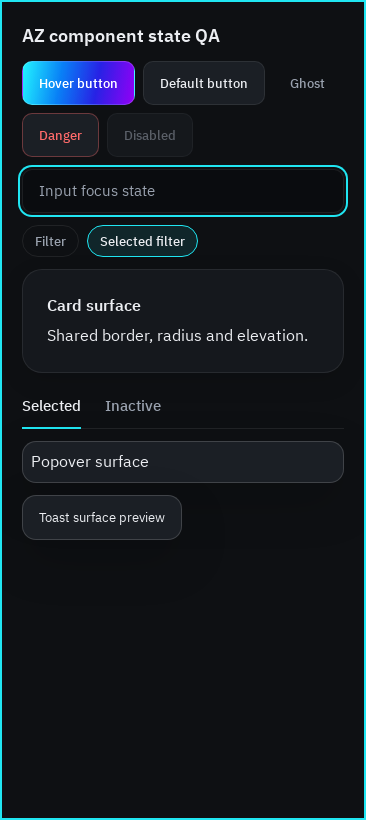 AZ component state QA
Hover button Default button Ghost
Danger Disabled
Input focus state
Filter Selected filter
Card surface
Shared border, radius and elevation.
Selected Inactive
Popover surface
Toast surface preview